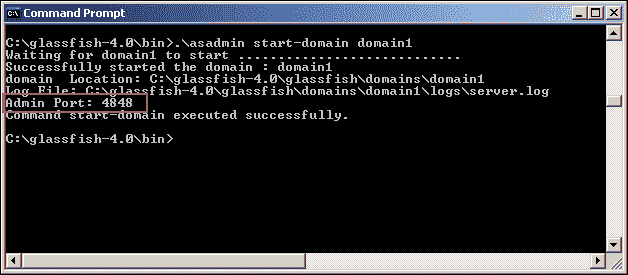 Command Prompt
C:\glassfish-4.0\bin>.\asadmin start-domain domain1
Waiting for domain1 to start ............................
Successfully started the domain : domain1
domain  Location: C:\glassfish-4.0\glassfish\domains\domain1
Log File: C:\glassfish-4.0\glassfish\domains\domain1\logs\server.log
Admin Port: 4848
Command start-domain executed successfully.
C:\glassfish-4.0\bin>